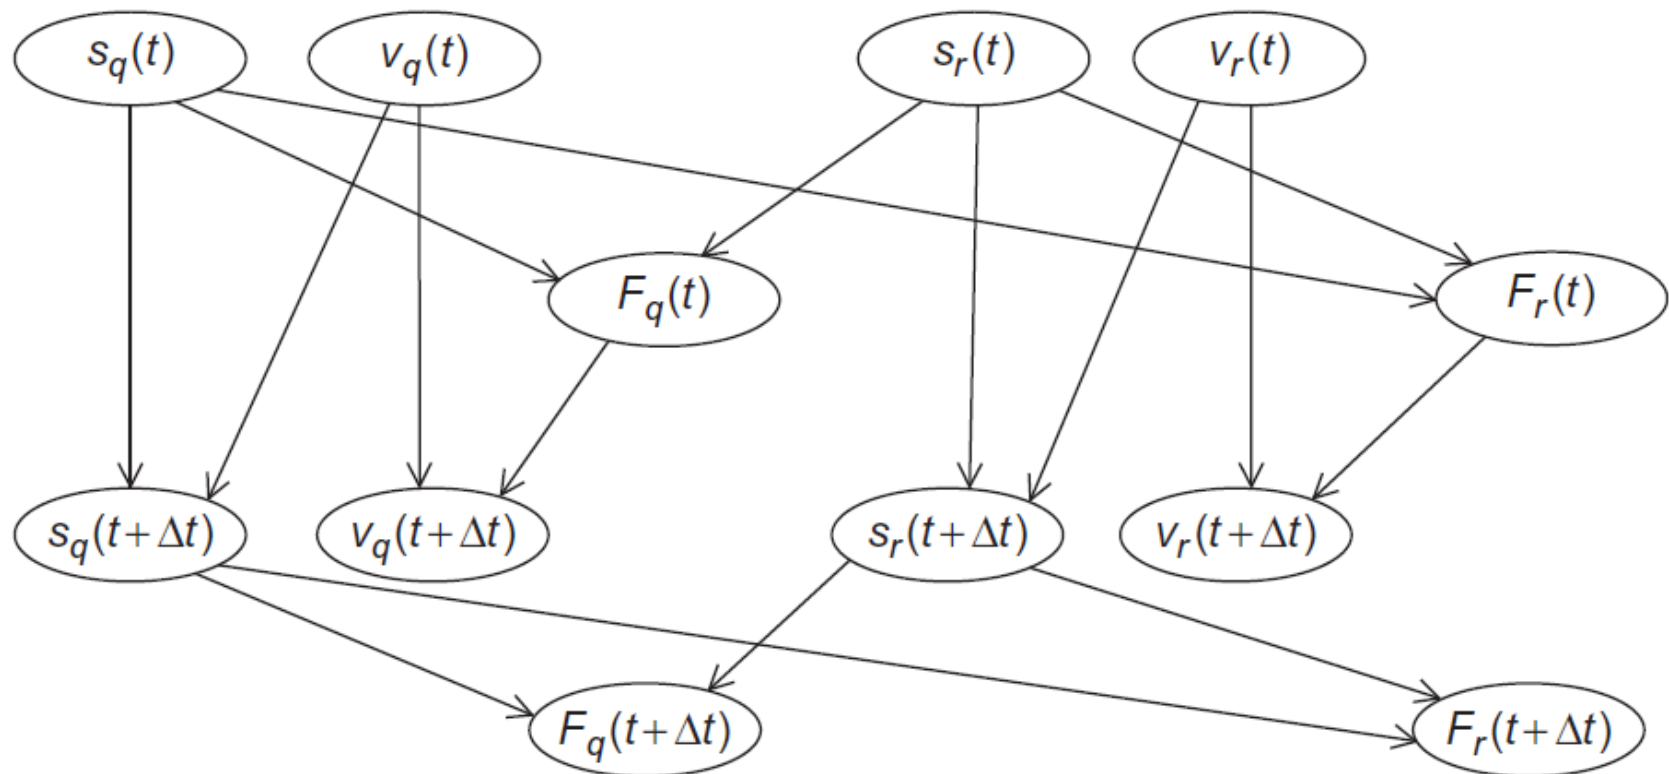 s_q(t) v_q(t) s_r(t) v_r(t)
F_q(t) F_r(t)
s_q(t+Δt) v_q(t+Δt) s_r(t+Δt) v_r(t+Δt)
F_q(t+Δt) F_r(t+Δt)